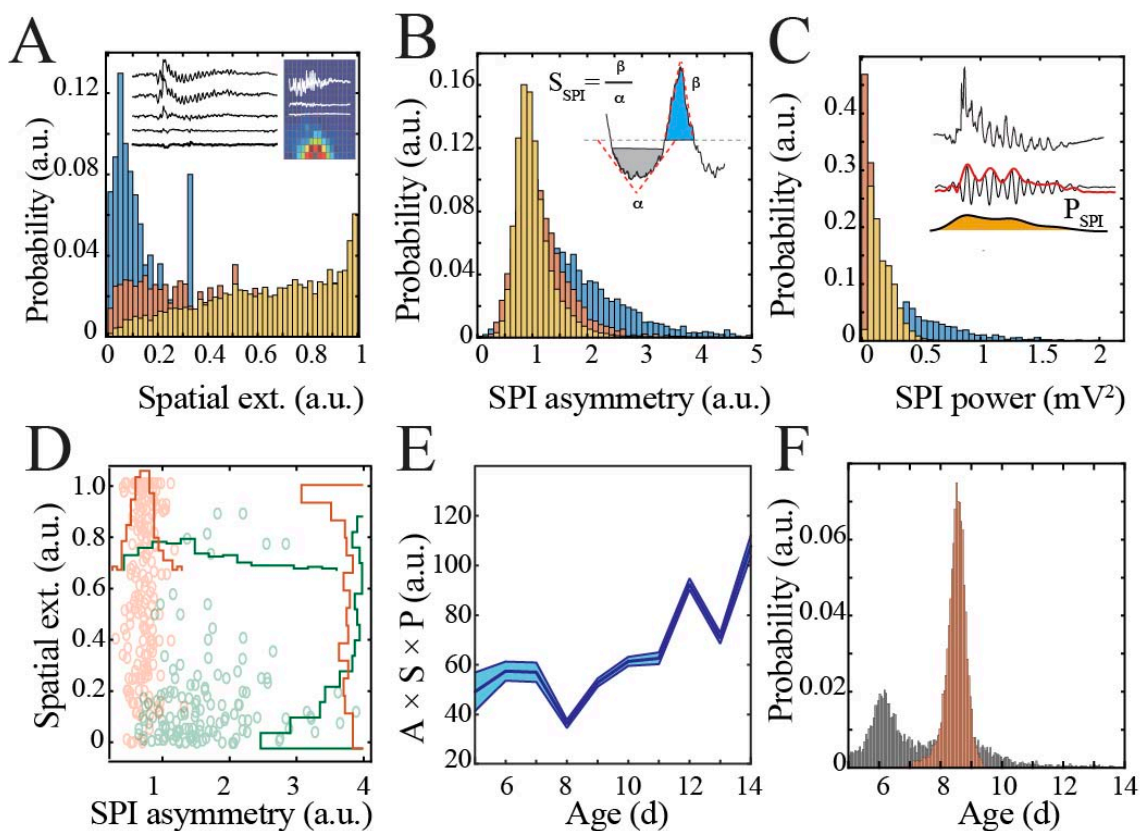 A
Probability (a.u.)
0.12
0.08
0.04
0
0.2
0.4
0.6
0.8
1
Spatial ext. (a.u.)
B
Probability (a.u.)
0.16
0.12
0.08
0.04
0
S_SPI = β/α
β
α
0
1
2
3
4
5
SPI asymmetry (a.u.)
C
Probability (a.u.)
0.4
0.3
0.2
0.1
0
P_SPI
0
0.5
1
1.5
2
SPI power (mV²)
D
Spatial ext. (a.u.)
1.0
0.8
0.6
0.4
0.2
0
1
2
3
4
SPI asymmetry (a.u.)
E
A × S × P (a.u.)
120
100
80
60
40
20
6
8
10
12
14
Age (d)
F
Probability (a.u.)
0.06
0.04
0.02
0
6
8
10
12
14
Age (d)